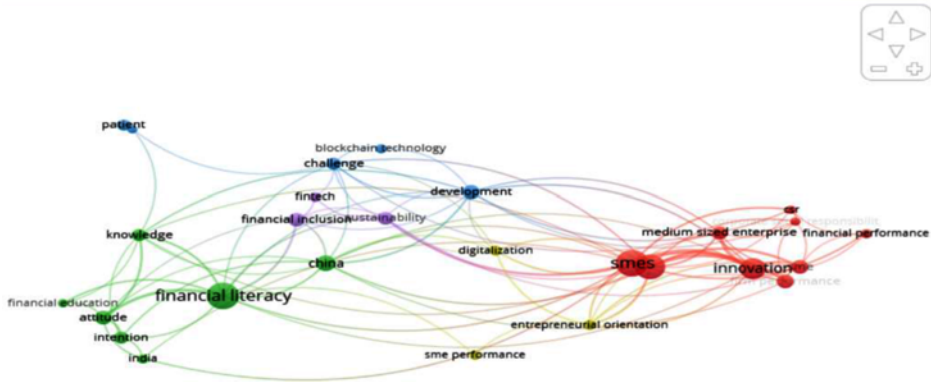 patient
blockchain technology
challenge
development
fintech
financial inclusion
sustainability
csr
knowledge
medium sized enterprise
financial performance
digitalization
china
smes
innovation
financial literacy
financial education
attitude
entrepreneurial orientation
intention
india
sme performance